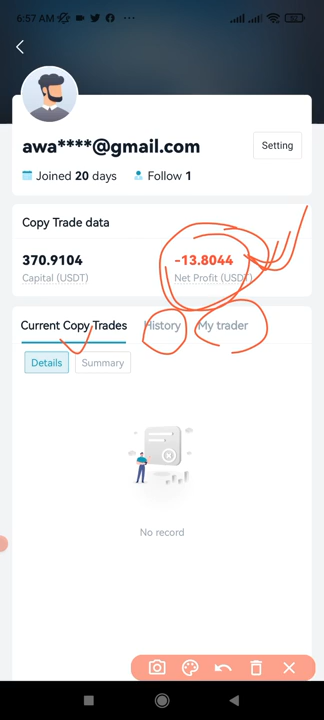 6:57 AM
awa****@gmail.com
Setting
Joined 20 days
Follow 1
Copy Trade data
370.9104
-13.8044
Capital (USDT)
Net Profit (USDT)
Current Copy Trades
History
My trader
Details
Summary
No record